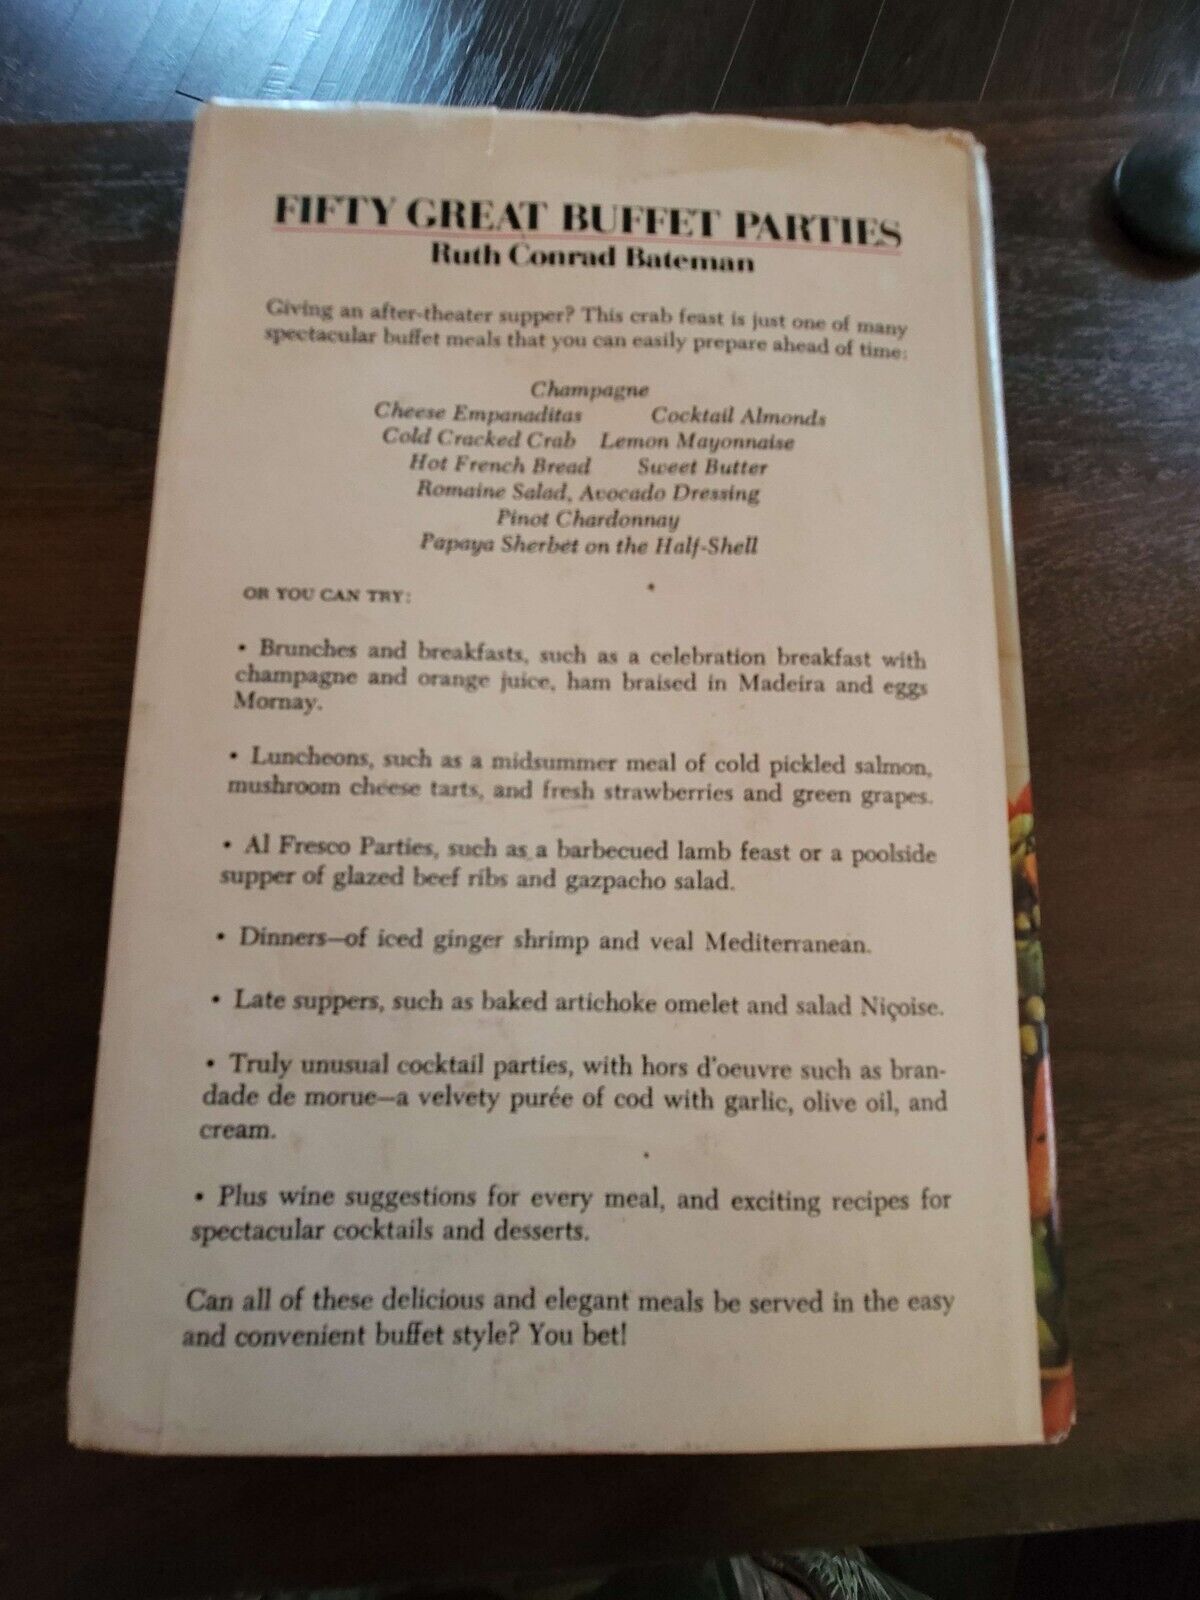 FIFTY GREAT BUFFET PARTIES
Ruth Conrad Bateman
Giving an after-theater supper? This crab feast is just one of many
spectacular buffet meals that you can easily prepare ahead of time:
Champagne
Cheese Empanaditas Cocktail Almonds
Cold Cracked Crab Lemon Mayonnaise
Hot French Bread Sweet Butter
Romaine Salad, Avocado Dressing
Pinot Chardonnay
Papaya Sherbet on the Half-Shell
OR YOU CAN TRY:
• Brunches and breakfasts, such as a celebration breakfast with
champagne and orange juice, ham braised in Madeira and eggs
Mornay.
• Luncheons, such as a midsummer meal of cold pickled salmon,
mushroom cheese tarts, and fresh strawberries and green grapes.
• Al Fresco Parties, such as a barbecued lamb feast or a poolside
supper of glazed beef ribs and gazpacho salad.
• Dinners—of iced ginger shrimp and veal Mediterranean.
• Late suppers, such as baked artichoke omelet and salad Niçoise.
• Truly unusual cocktail parties, with hors d'oeuvre such as bran-
dade de morue—a velvety purée of cod with garlic, olive oil, and
cream.
• Plus wine suggestions for every meal, and exciting recipes for
spectacular cocktails and desserts.
Can all of these delicious and elegant meals be served in the easy
and convenient buffet style? You bet!